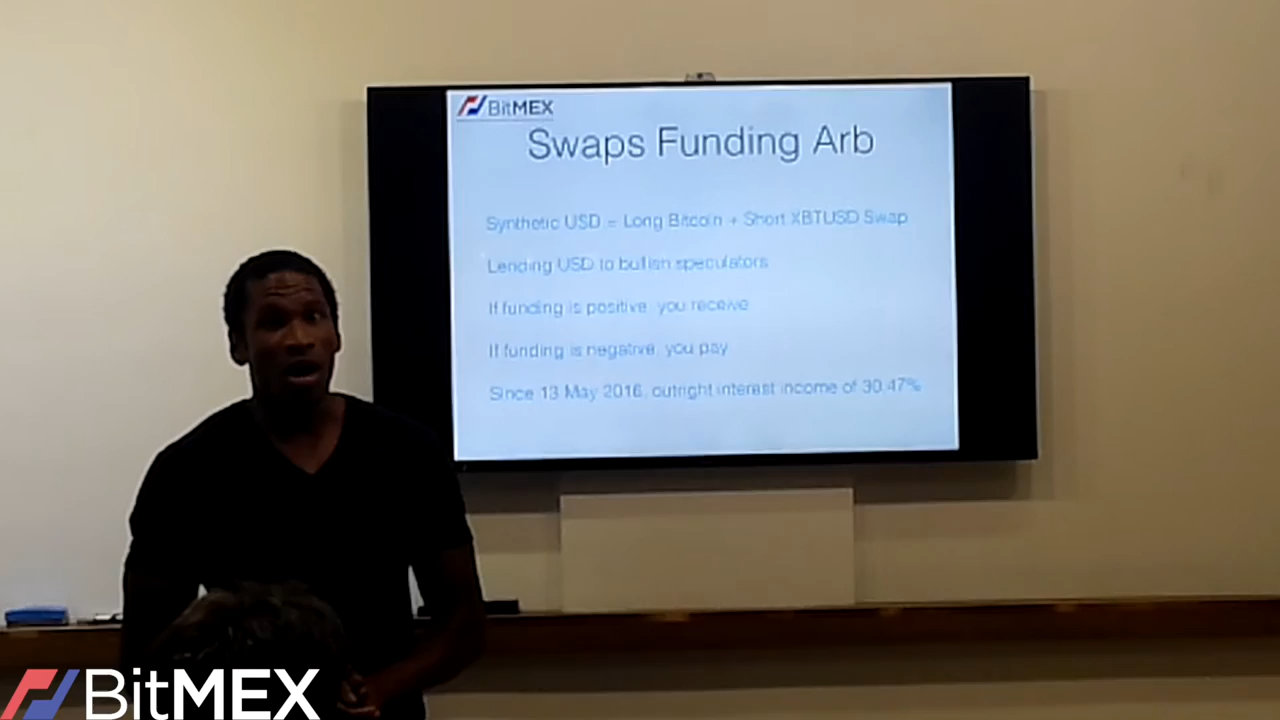 BitMEX
Swaps Funding Arb
Synthetic USD = Long Bitcoin + Short XBTUSD Swap
Lending USD to bullish speculators
If funding is positive, you receive
If funding is negative, you pay
Since 13 May 2016, outright interest income of 30.47%
BitMEX